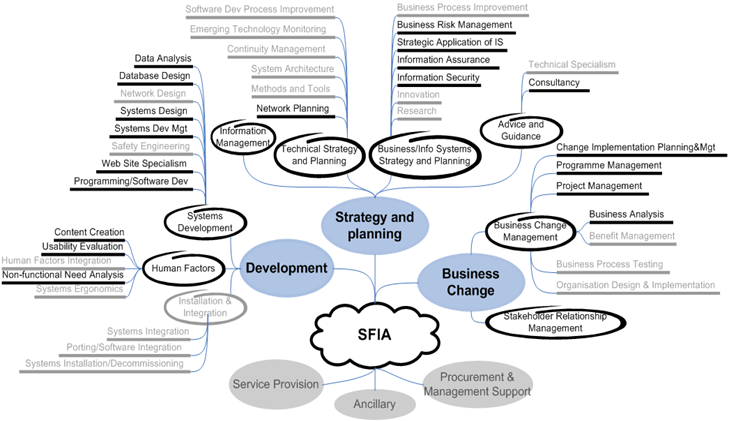 Software Dev Process Improvement
Emerging Technology Monitoring
Continuity Management
System Architecture
Methods and Tools
Network Planning
Business Process Improvement
Business Risk Management
Strategic Application of IS
Information Assurance
Information Security
Innovation
Research
Technical Specialism
Consultancy
Data Analysis
Database Design
Network Design
Systems Design
Systems Dev Mgt
Safety Engineering
Web Site Specialism
Programming/Software Dev
Information
Management
Technical Strategy
and Planning
Business/Info Systems
Strategy and Planning
Advice and
Guidance
Change Implementation Planning&Mgt
Programme Management
Project Management
Business Analysis
Benefit Management
Business Process Testing
Organisation Design & Implementation
Systems
Development
Strategy and
planning
Business Change
Management
Content Creation
Usability Evaluation
Human Factors Integration
Non-functional Need Analysis
Systems Ergonomics
Human Factors
Development
Business
Change
Installation &
Integration
Stakeholder Relationship
Management
Systems Integration
Porting/Software Integration
Systems Installation/Decommissioning
SFIA
Service Provision
Ancillary
Procurement &
Management Support